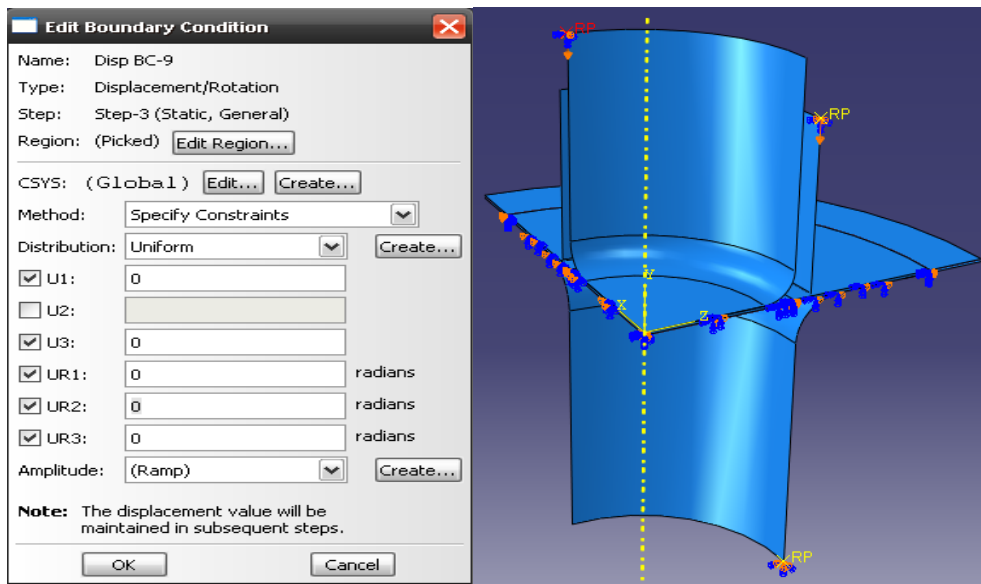 Edit Boundary Condition
Name: Disp BC-9
Type: Displacement/Rotation
Step: Step-3 (Static, General)
Region: (Picked) Edit Region...
CSYS: (Global) Edit... Create...
Method: Specify Constraints
Distribution: Uniform Create...
U1: 0
U2:
U3: 0
UR1: 0 radians
UR2: 0 radians
UR3: 0 radians
Amplitude: (Ramp) Create...
Note: The displacement value will be
maintained in subsequent steps.
OK Cancel
RP
RP
Y
X
Z
RP